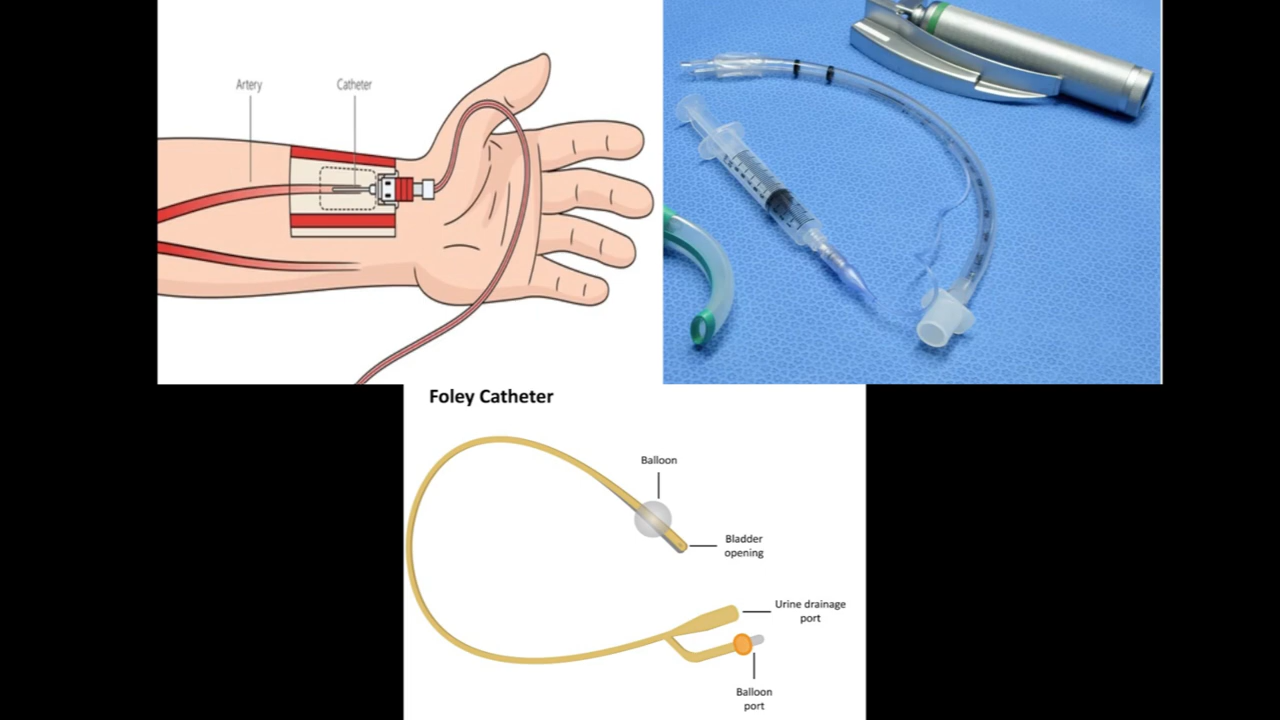 Artery
Catheter
Foley Catheter
Balloon
Bladder
opening
Urine drainage
port
Balloon
port